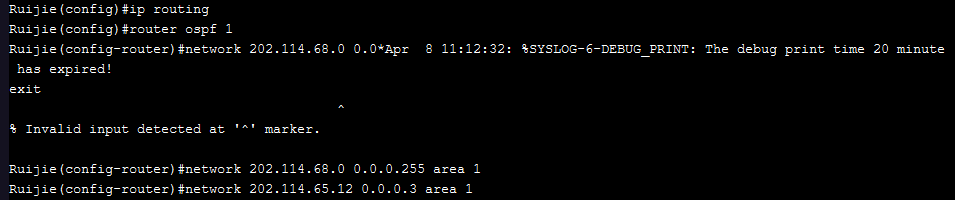 Ruijie(config)#ip routing
Ruijie(config)#router ospf 1
Ruijie(config-router)#network 202.114.68.0 0.0*Apr  8 11:12:32: %SYSLOG-6-DEBUG_PRINT: The debug print time 20 minute
 has expired!
exit
^
% Invalid input detected at '^' marker.
Ruijie(config-router)#network 202.114.68.0 0.0.0.255 area 1
Ruijie(config-router)#network 202.114.65.12 0.0.0.3 area 1